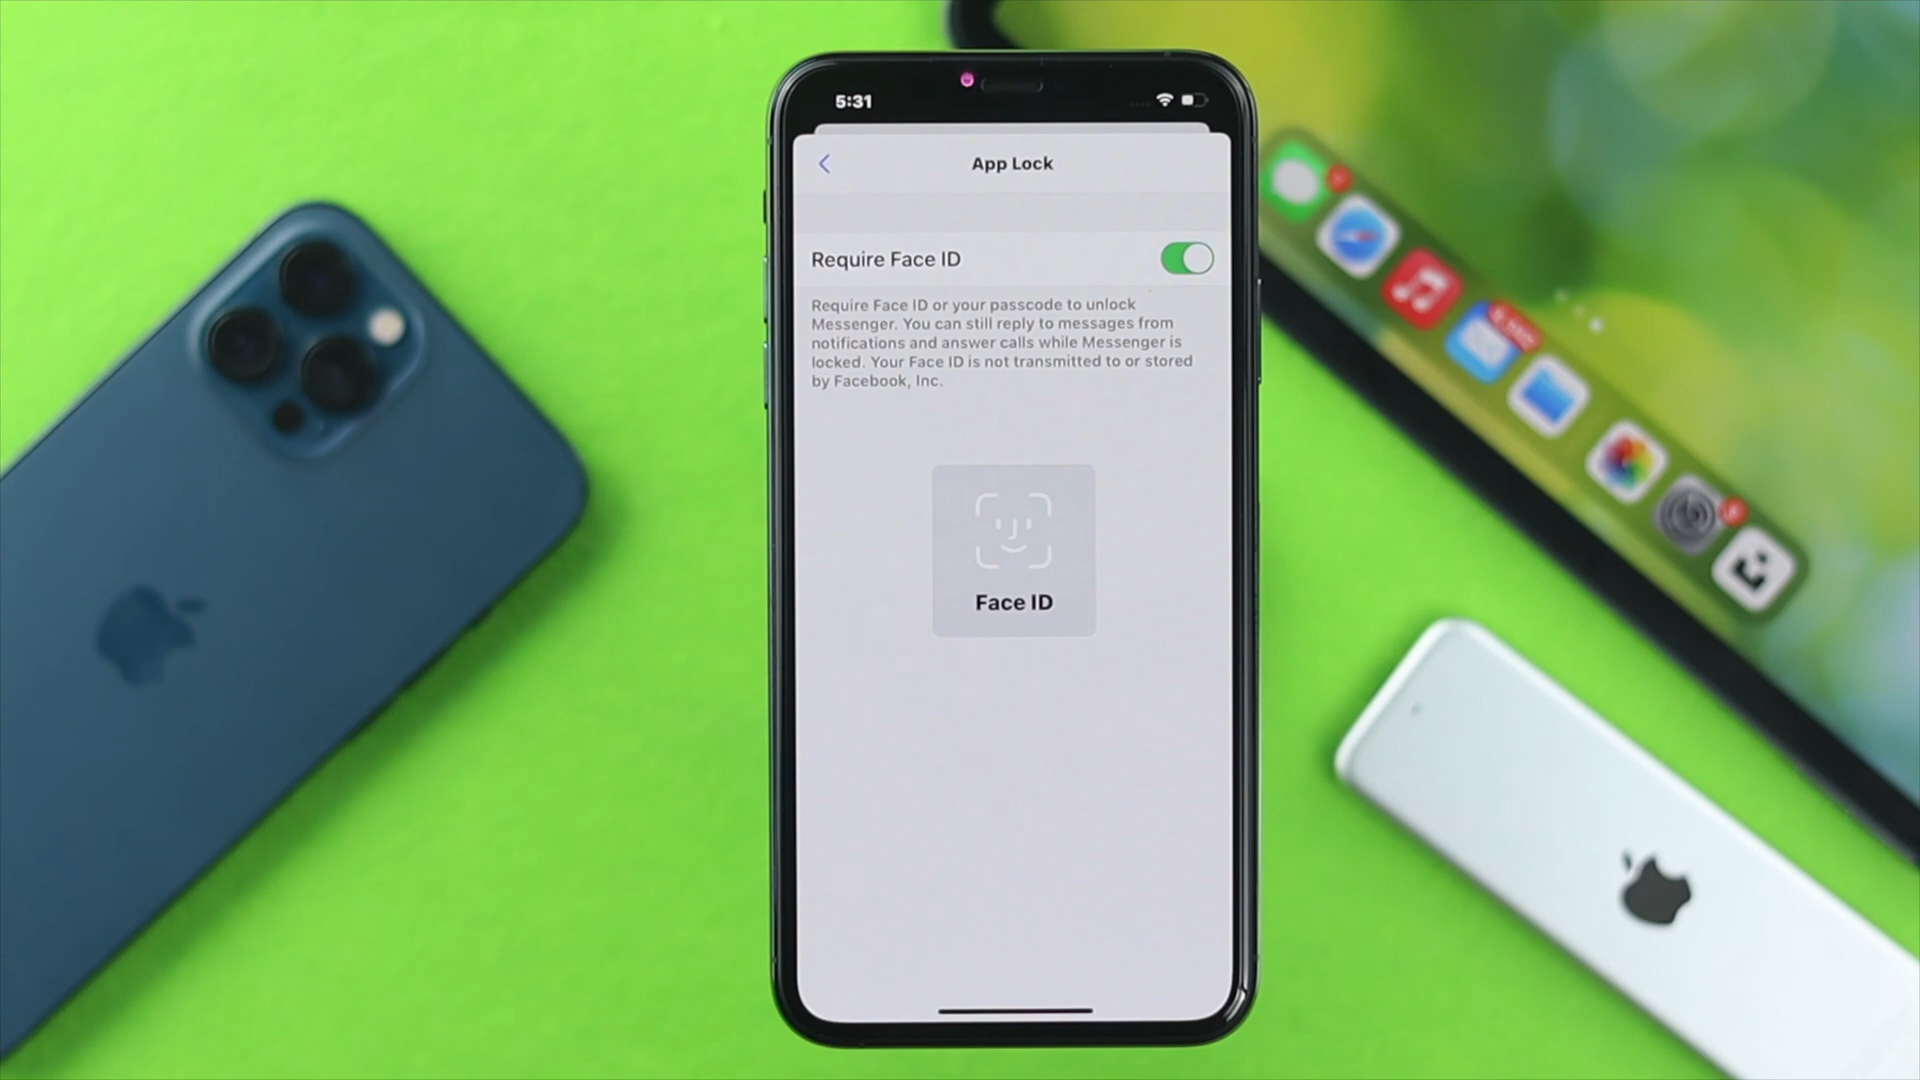 5:31
App Lock
Require Face ID
Require Face ID or your passcode to unlock
Messenger. You can still reply to messages from
notifications and answer calls while Messenger is
locked. Your Face ID is not transmitted to or stored
by Facebook, Inc.
Face ID